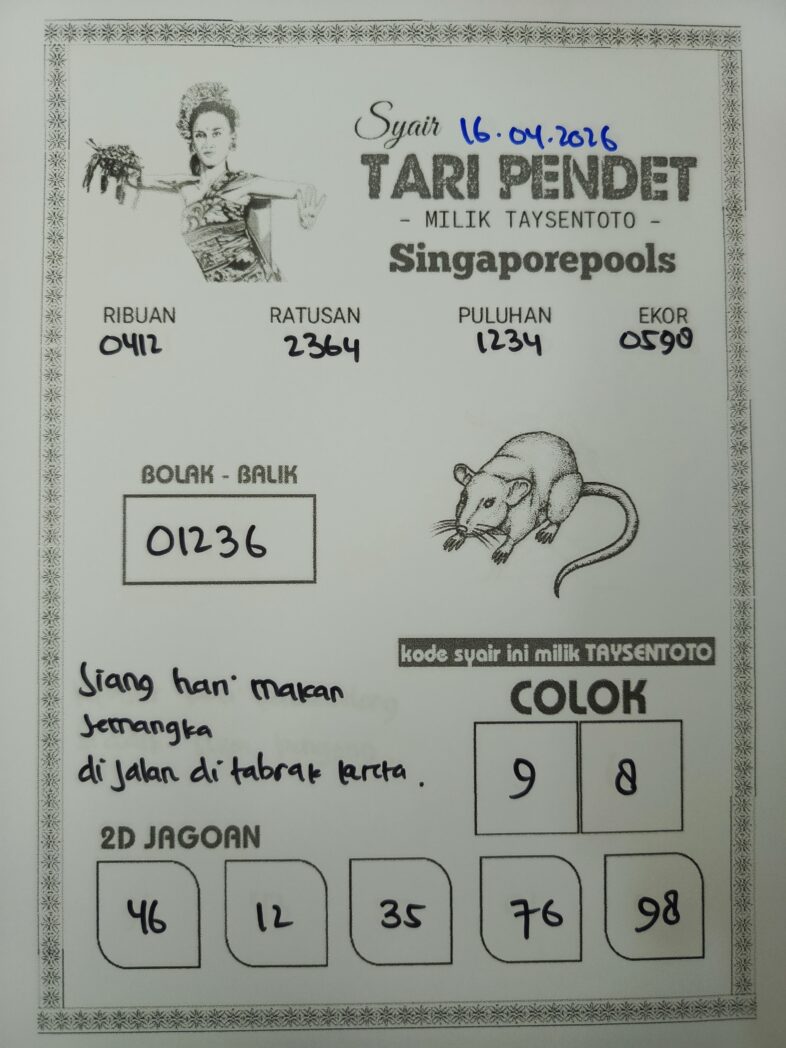 Syair 16.04.2026
TARI PENDET
- MILIK TAYSENTOTO -
Singaporepools
RIBUAN RATUSAN PULUHAN EKOR
0412 2364 1234 0598
BOLAK - BALIK
01236
kode syair ini milik TAYSENTOTO
Siang hari makan
semangka
di jalan di tabrak kereta.
COLOK
9 8
2D JAGOAN
46 12 35 76 98